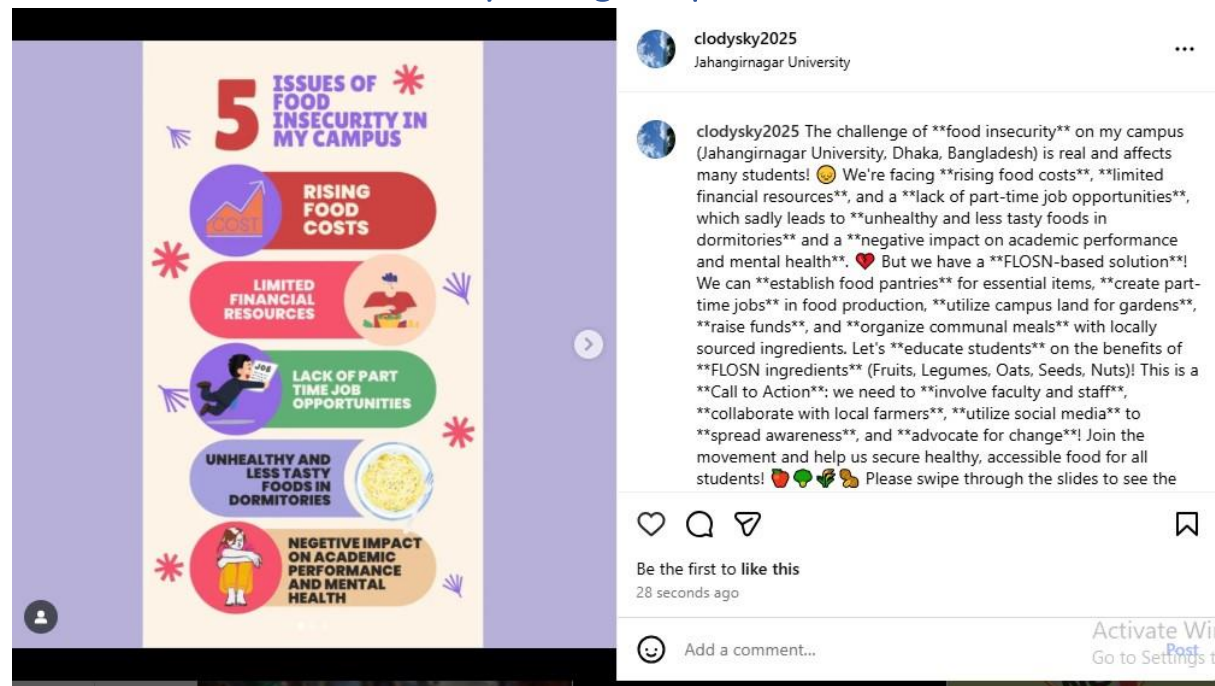 5 ISSUES OF
FOOD
INSECURITY IN
MY CAMPUS
COST
RISING
FOOD
COSTS
LIMITED
FINANCIAL
RESOURCES
JOB
LACK OF PART
TIME JOB
OPPORTUNITIES
UNHEALTHY AND
LESS TASTY
FOODS IN
DORMITORIES
NEGETIVE IMPACT
ON ACADEMIC
PERFORMANCE
AND MENTAL
HEALTH
clodysky2025
Jahangirnagar University
clodysky2025 The challenge of **food insecurity** on my campus
(Jahangirnagar University, Dhaka, Bangladesh) is real and affects
many students! 😞 We're facing **rising food costs**, **limited
financial resources**, and a **lack of part-time job opportunities**,
which sadly leads to **unhealthy and less tasty foods in
dormitories** and a **negative impact on academic performance
and mental health**. 💔 But we have a **FLOSN-based solution**!
We can **establish food pantries** for essential items, **create part-
time jobs** in food production, **utilize campus land for gardens**,
**raise funds**, and **organize communal meals** with locally
sourced ingredients. Let's **educate students** on the benefits of
**FLOSN ingredients** (Fruits, Legumes, Oats, Seeds, Nuts)! This is a
**Call to Action**: we need to **involve faculty and staff**,
**collaborate with local farmers**, **utilize social media** to
**spread awareness**, and **advocate for change**! Join the
movement and help us secure healthy, accessible food for all
students! 🍎🥦🌾🥜 Please swipe through the slides to see the
Be the first to like this
28 seconds ago
Add a comment...
Post
Activate Wi
Go to Settings t